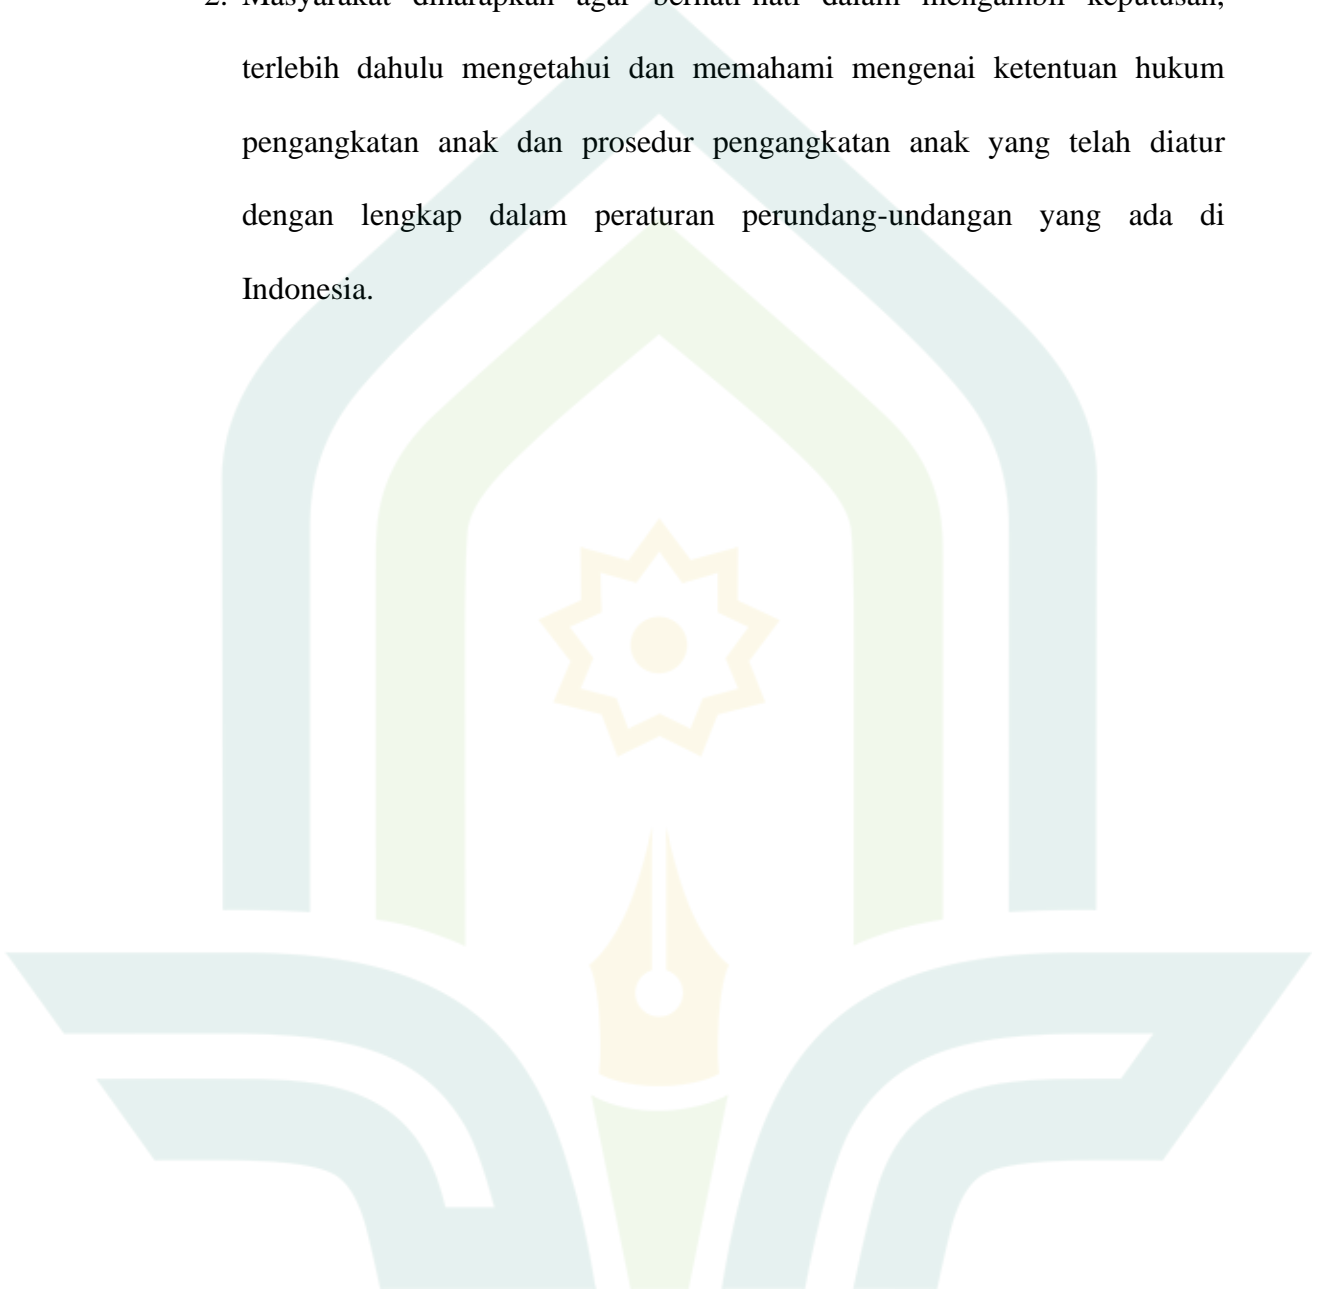 2. Masyarakat diharapkan agar berhati-hati dalam mengambil keputusan,
terlebih dahulu mengetahui dan memahami mengenai ketentuan hukum
pengangkatan anak dan prosedur pengangkatan anak yang telah diatur
dengan lengkap dalam peraturan perundang-undangan yang ada di
Indonesia.